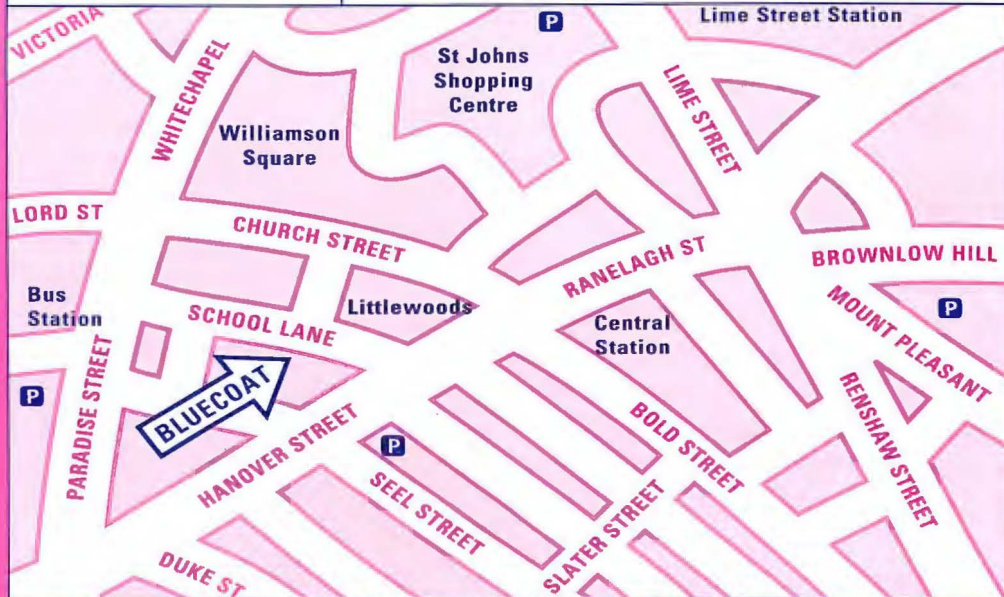 VICTORIA
WHITECHAPEL
P
Lime Street Station
St Johns
Shopping
Centre
LIME STREET
Williamson
Square
LORD ST
CHURCH STREET
RANELAGH ST
BROWNLOW HILL
Bus
Station
SCHOOL LANE
Littlewoods
Central
Station
MOUNT PLEASANT
P
P
PARADISE STREET
BLUECOAT
HANOVER STREET
P
SEEL STREET
BOLD STREET
RENSHAW STREET
SLATER STREET
DUKE ST